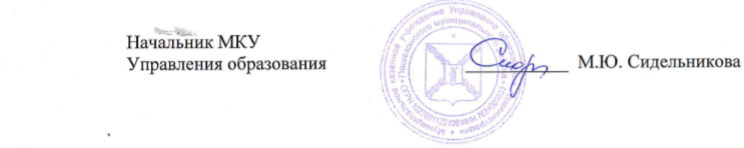 Начальник МКУ
Управления образования
М.Ю. Сидельникова